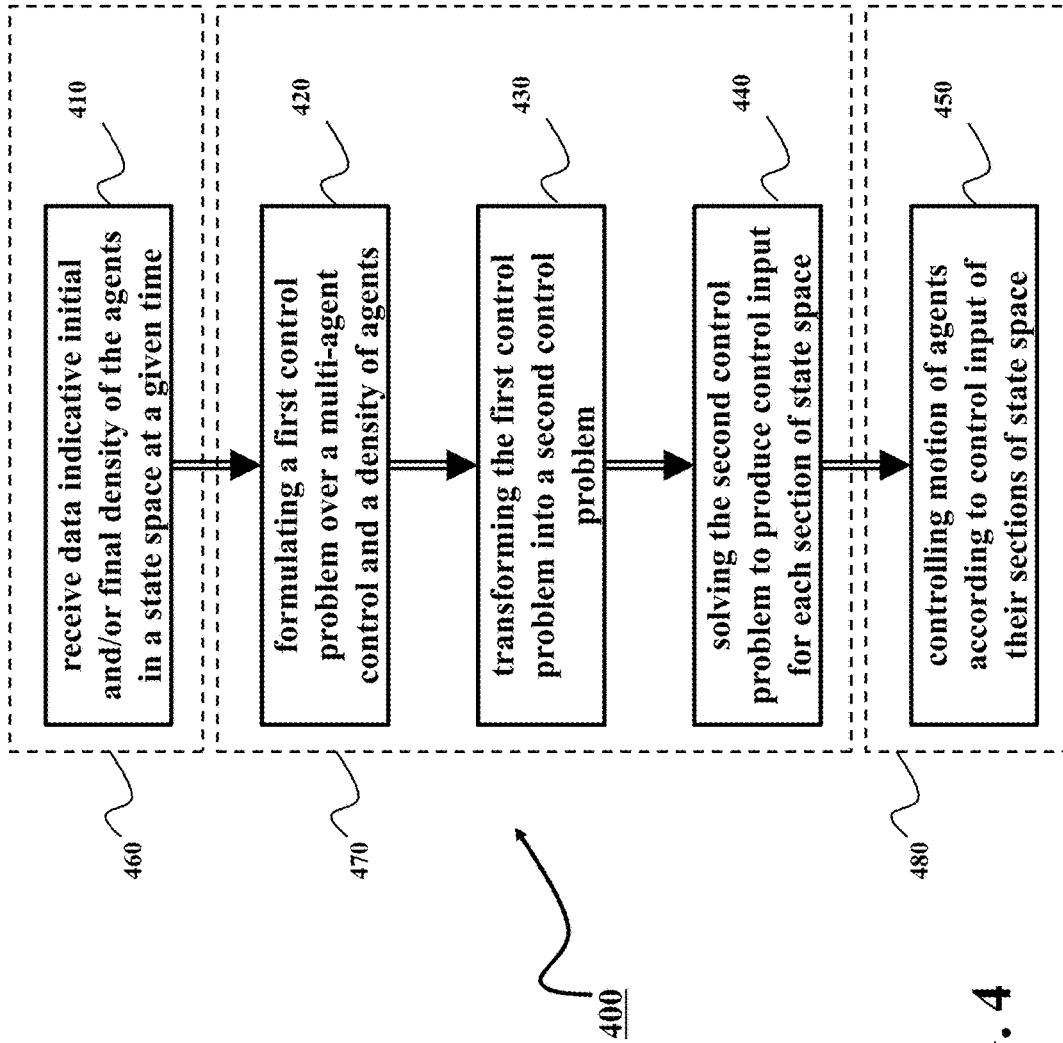 410
receive data indicative initial
and/or final density of the agents
in a state space at a given time
460
420
formulating a first control
problem over a multi-agent
control and a density of agents
470
430
transforming the first control
problem into a second control
problem
440
solving the second control
problem to produce control input
for each section of state space
450
controlling motion of agents
according to control input of
their sections of state space
480
400
. 4